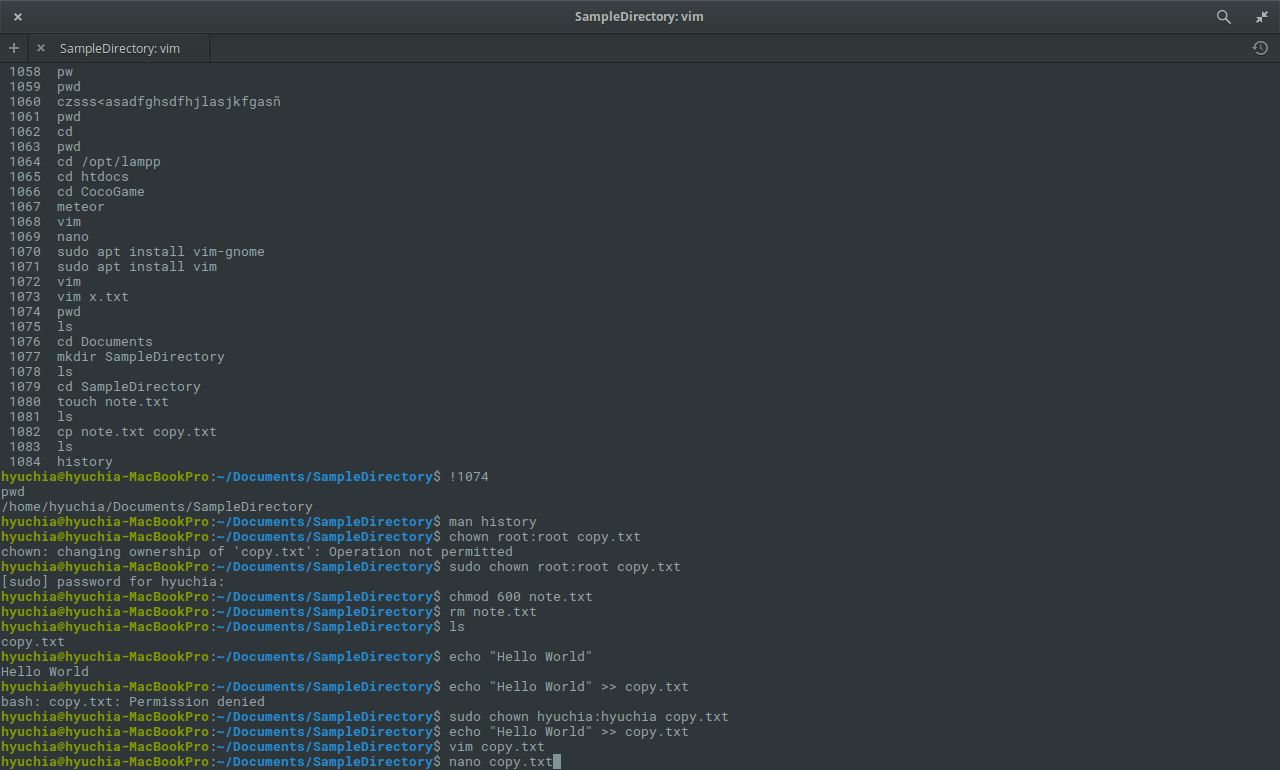 SampleDirectory: vim
SampleDirectory: vim
1058 pw
1059 pwd
1060 czsss<asadfghsdfhjlasjkfgasñ
1061 pwd
1062 cd
1063 pwd
1064 cd /opt/lampp
1065 cd htdocs
1066 cd CocoGame
1067 meteor
1068 vim
1069 nano
1070 sudo apt install vim-gnome
1071 sudo apt install vim
1072 vim
1073 vim x.txt
1074 pwd
1075 ls
1076 cd Documents
1077 mkdir SampleDirectory
1078 ls
1079 cd SampleDirectory
1080 touch note.txt
1081 ls
1082 cp note.txt copy.txt
1083 ls
1084 history
hyuchia@hyuchia-MacBookPro:~/Documents/SampleDirectory$ !1074
pwd
/home/hyuchia/Documents/SampleDirectory
hyuchia@hyuchia-MacBookPro:~/Documents/SampleDirectory$ man history
hyuchia@hyuchia-MacBookPro:~/Documents/SampleDirectory$ chown root:root copy.txt
chown: changing ownership of 'copy.txt': Operation not permitted
hyuchia@hyuchia-MacBookPro:~/Documents/SampleDirectory$ sudo chown root:root copy.txt
[sudo] password for hyuchia:
hyuchia@hyuchia-MacBookPro:~/Documents/SampleDirectory$ chmod 600 note.txt
hyuchia@hyuchia-MacBookPro:~/Documents/SampleDirectory$ rm note.txt
hyuchia@hyuchia-MacBookPro:~/Documents/SampleDirectory$ ls
copy.txt
hyuchia@hyuchia-MacBookPro:~/Documents/SampleDirectory$ echo "Hello World"
Hello World
hyuchia@hyuchia-MacBookPro:~/Documents/SampleDirectory$ echo "Hello World" >> copy.txt
bash: copy.txt: Permission denied
hyuchia@hyuchia-MacBookPro:~/Documents/SampleDirectory$ sudo chown hyuchia:hyuchia copy.txt
hyuchia@hyuchia-MacBookPro:~/Documents/SampleDirectory$ echo "Hello World" >> copy.txt
hyuchia@hyuchia-MacBookPro:~/Documents/SampleDirectory$ vim copy.txt
hyuchia@hyuchia-MacBookPro:~/Documents/SampleDirectory$ nano copy.txt